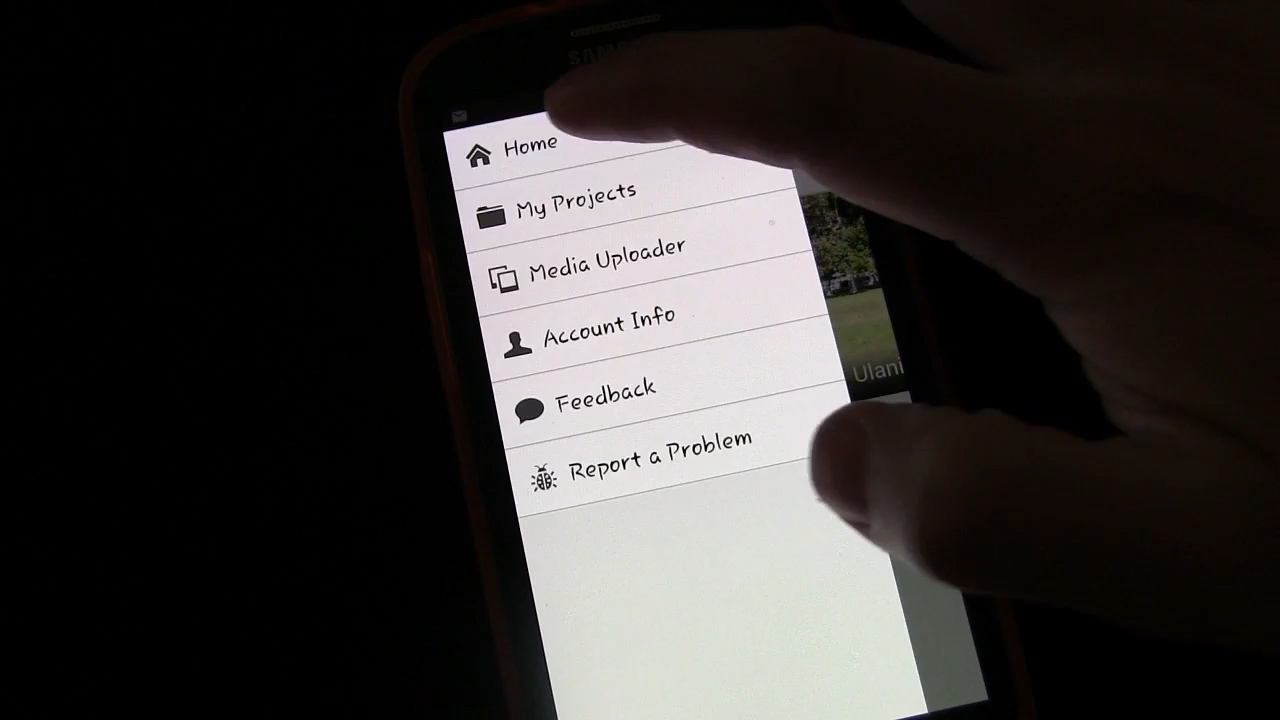 Home
My Projects
Media Uploader
Account Info
Feedback
Report a Problem
Ulani